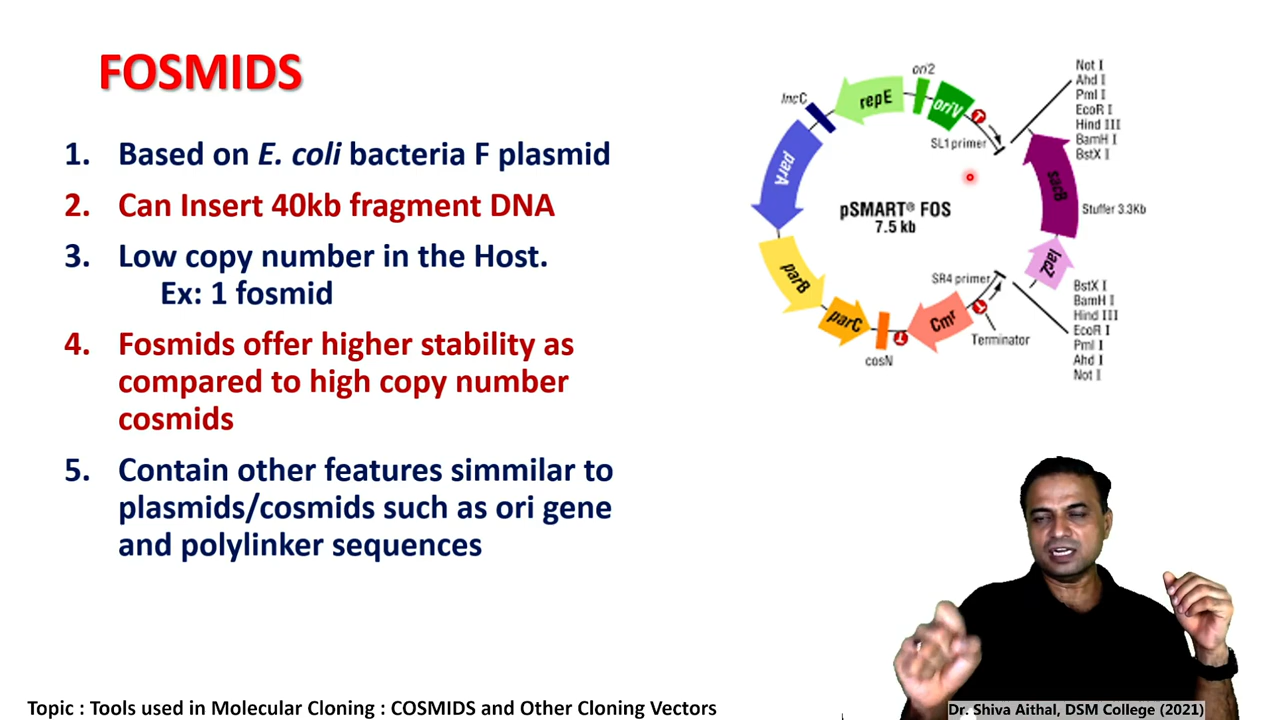 FOSMIDS
1. Based on E. coli bacteria F plasmid
2. Can Insert 40kb fragment DNA
3. Low copy number in the Host.
Ex: 1 fosmid
4. Fosmids offer higher stability as
compared to high copy number
cosmids
5. Contain other features simmilar to
plasmids/cosmids such as ori gene
and polylinker sequences
ori2
IncC
repE
oriV
T
SL1 primer
Not I
Ahd I
Pml I
EcoR I
Hind III
BamH I
BstX I
parA
sacB
pSMART® FOS
7.5 kb
Stuffer 3.3Kb
parB
SR4 primer
lacZ
parC
Cmr
T
T
Terminator
cosN
BstX I
BamH I
Hind III
EcoR I
Pml I
Ahd I
Not I
Topic : Tools used in Molecular Cloning : COSMIDS and Other Cloning Vectors
Dr. Shiva Aithal, DSM College (2021)